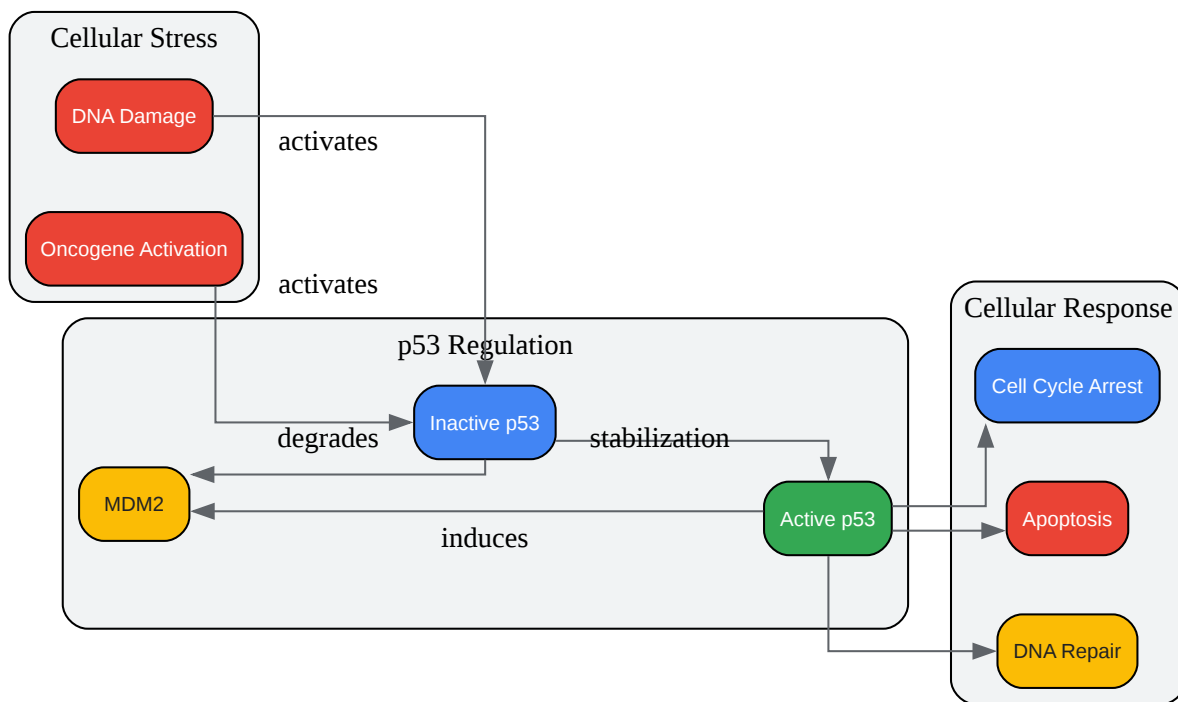 Cellular Stress
DNA Damage
activates
Oncogene Activation
activates
p53 Regulation
Inactive p53
degrades
stabilization
MDM2
Active p53
induces
Cellular Response
Cell Cycle Arrest
Apoptosis
DNA Repair